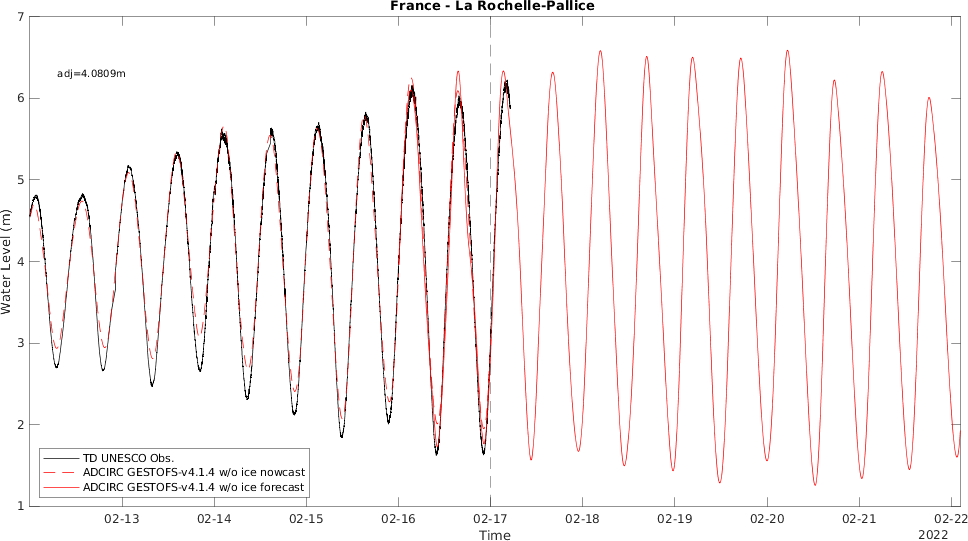 France - La Rochelle-Pallice
adj=4.0809m
7
6
5
4
3
2
1
Water Level (m)
TD UNESCO Obs.
ADCIRC GESTOFS-v4.1.4 w/o ice nowcast
ADCIRC GESTOFS-v4.1.4 w/o ice forecast
02-13 02-14 02-15 02-16 02-17 02-18 02-19 02-20 02-21 02-22
Time
2022